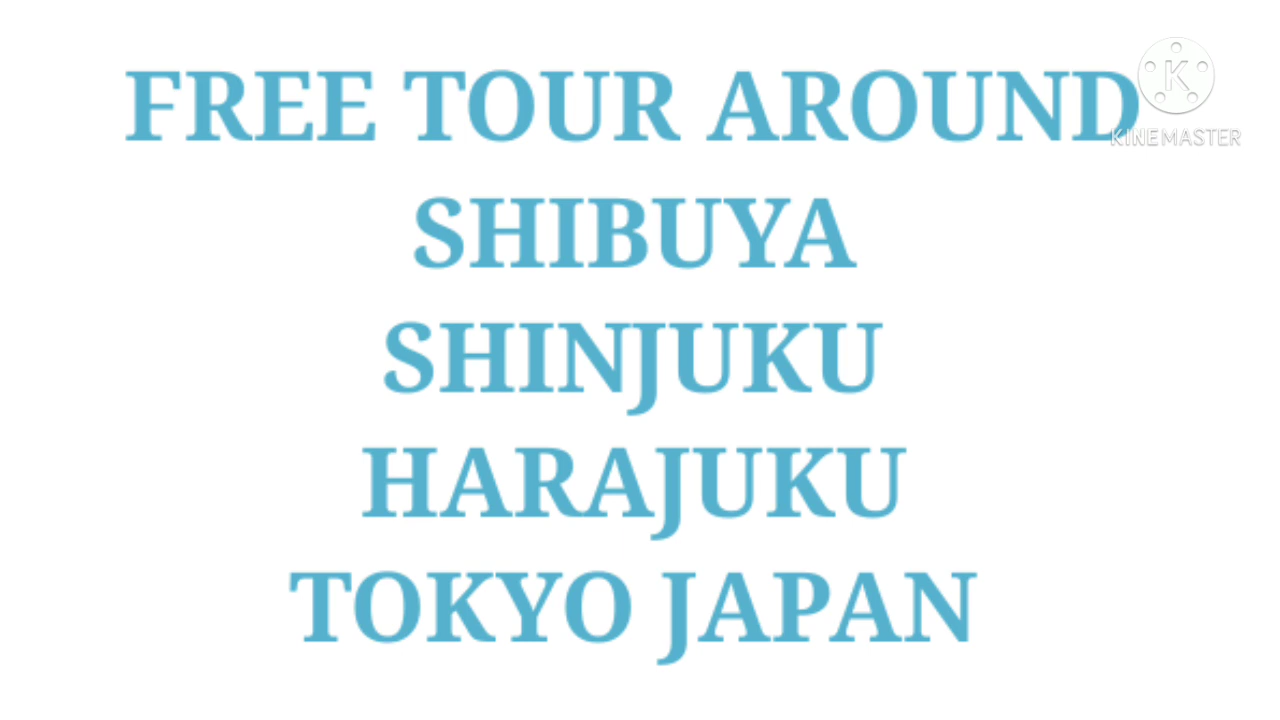 FREE TOUR AROUND
KINEMASTER
SHIBUYA
SHINJUKU
HARAJUKU
TOKYO JAPAN